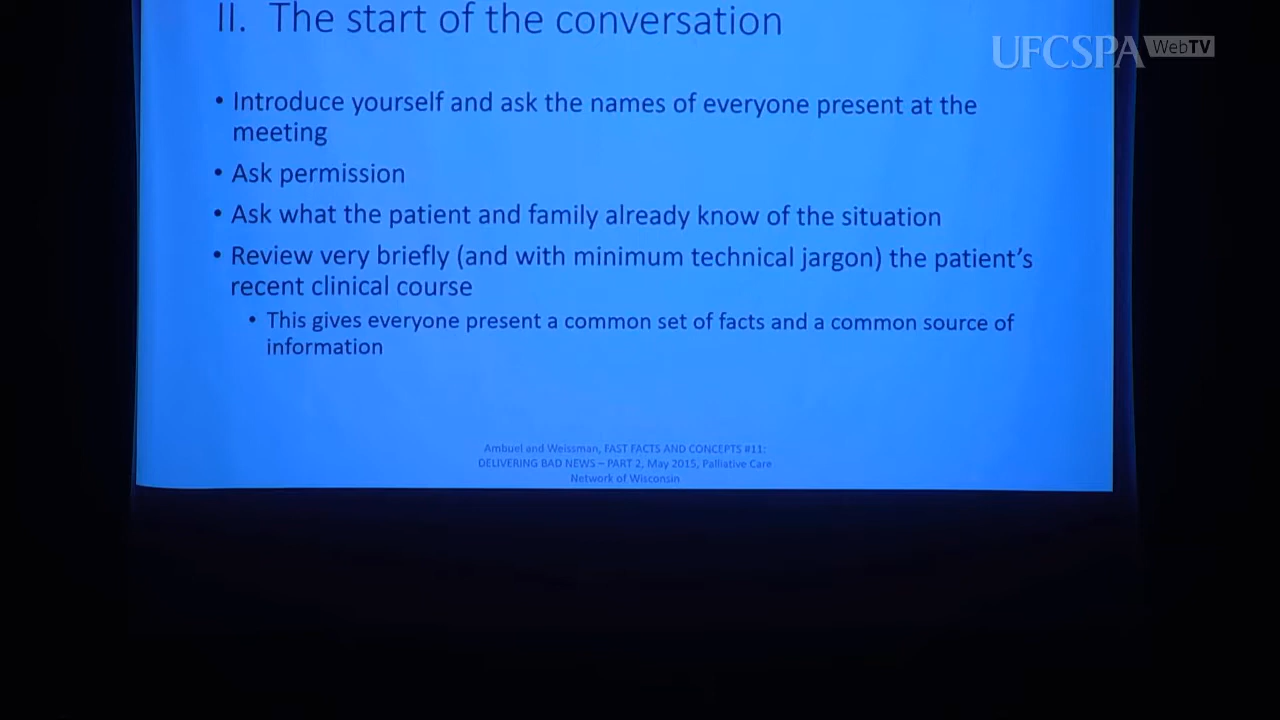 II. The start of the conversation
UFCSPA WebTV
• Introduce yourself and ask the names of everyone present at the
meeting
• Ask permission
• Ask what the patient and family already know of the situation
• Review very briefly (and with minimum technical jargon) the patient's
recent clinical course
• This gives everyone present a common set of facts and a common source of
information
Ambuel and Weissman, FAST FACTS AND CONCEPTS #11:
DELIVERING BAD NEWS – PART 2, May 2015, Palliative Care
Network of Wisconsin